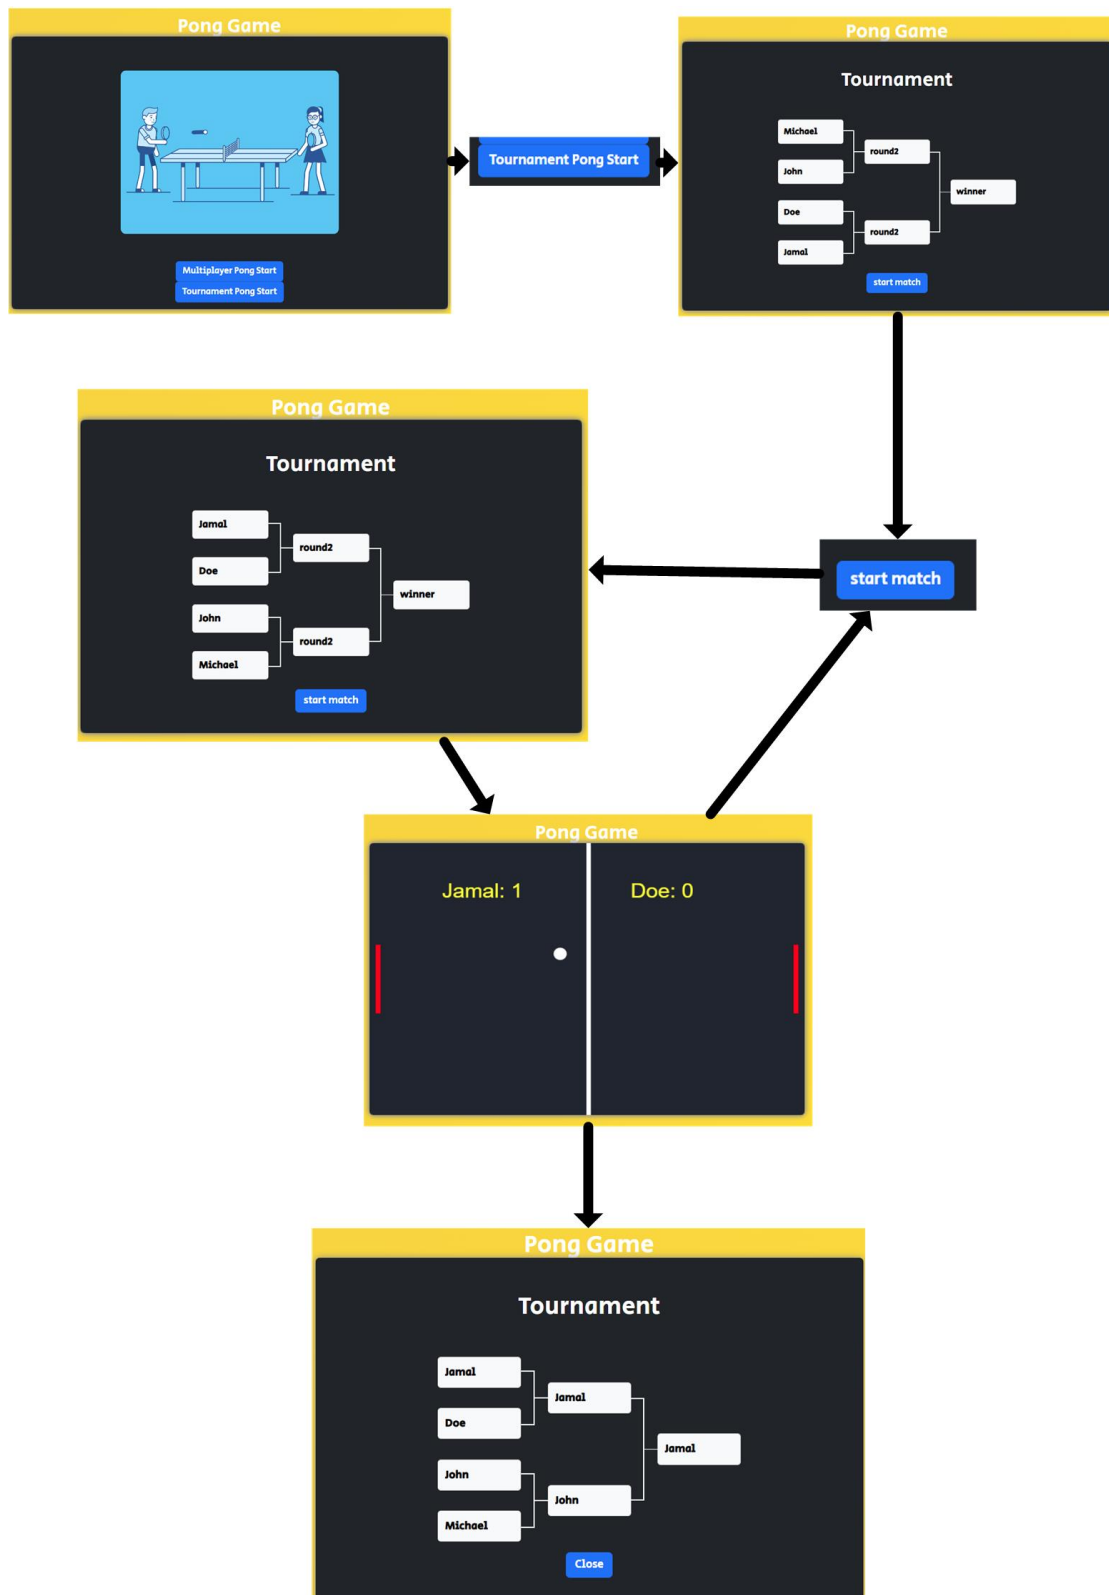 Pong Game
Multiplayer Pong Start
Tournament Pong Start
Tournament Pong Start
Pong Game
Tournament
Michael
John
Doe
Jamal
round2
round2
winner
start match
start match
Pong Game
Tournament
Jamal
Doe
John
Michael
round2
round2
winner
start match
Pong Game
Jamal: 1 Doe: 0
Pong Game
Tournament
Jamal
Doe
John
Michael
Jamal
John
Jamal
Close